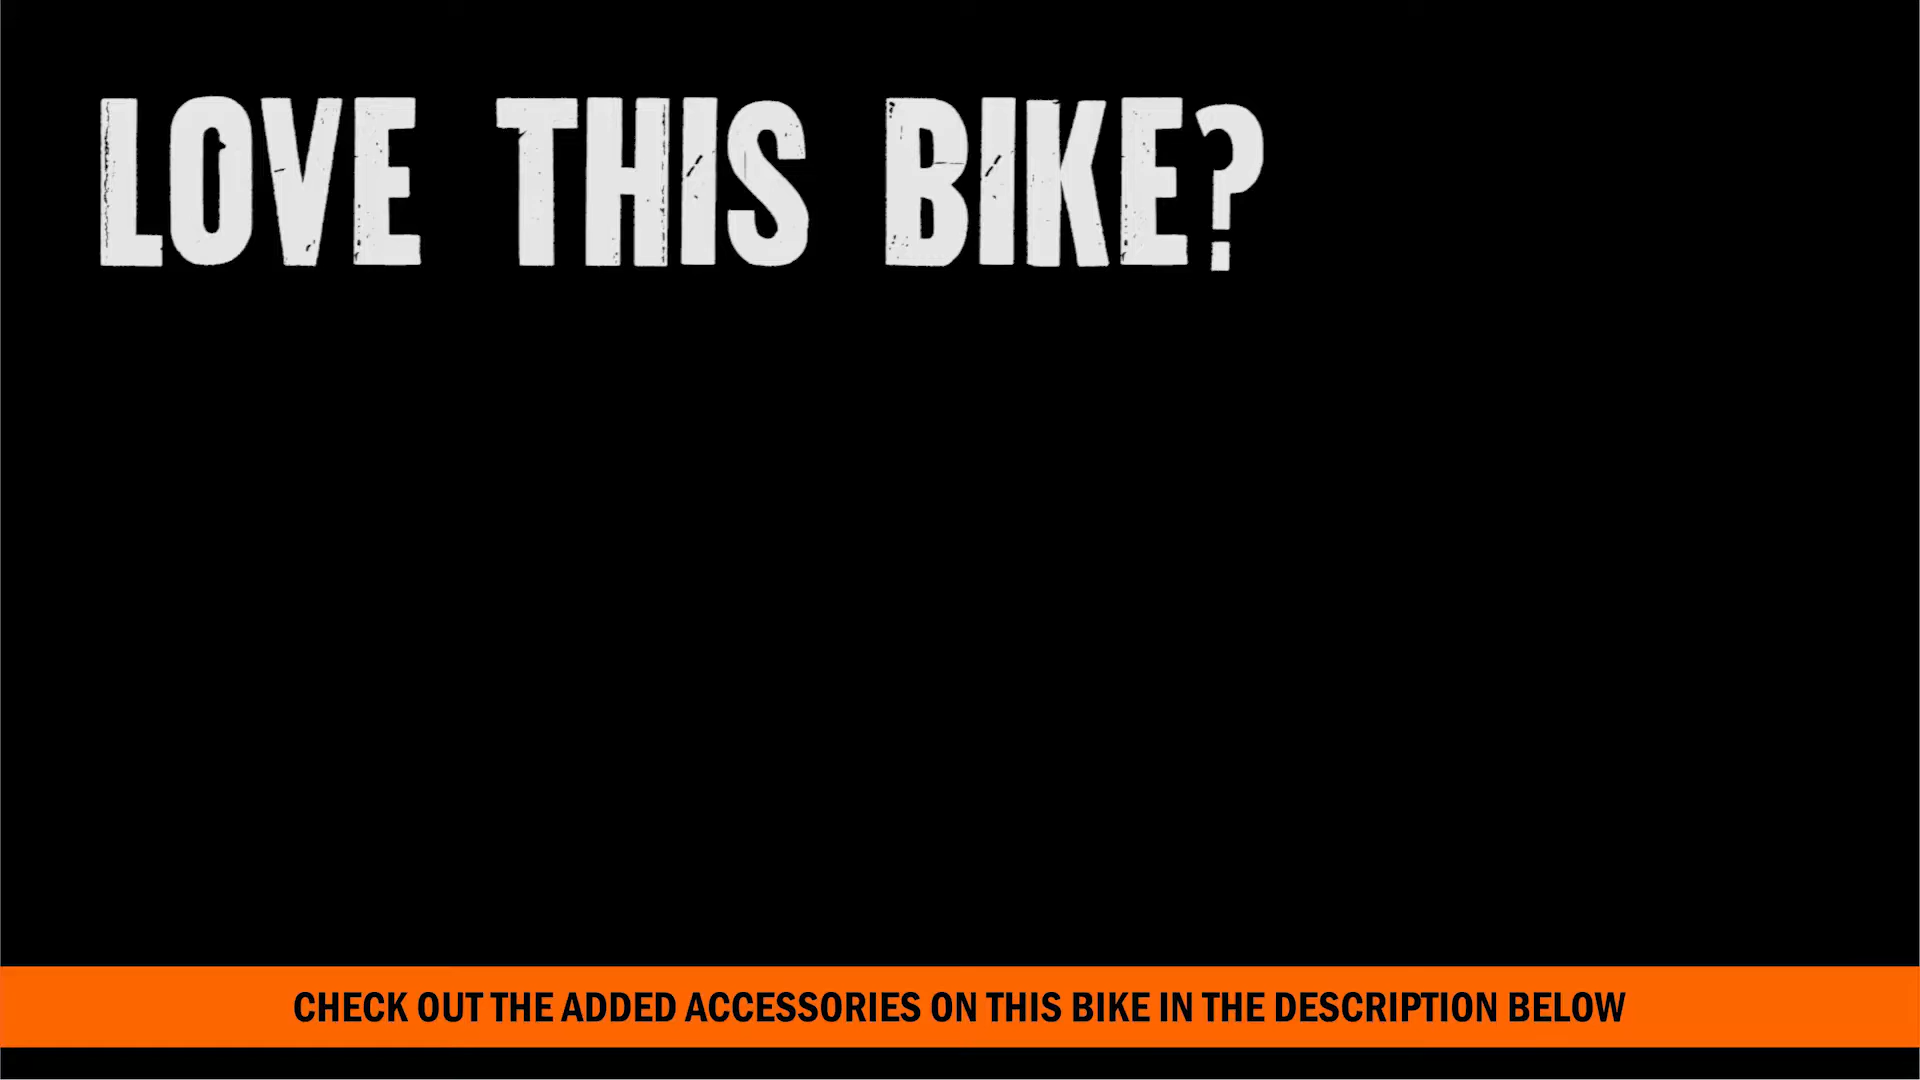 LOVE THIS BIKE?
CHECK OUT THE ADDED ACCESSORIES ON THIS BIKE IN THE DESCRIPTION BELOW